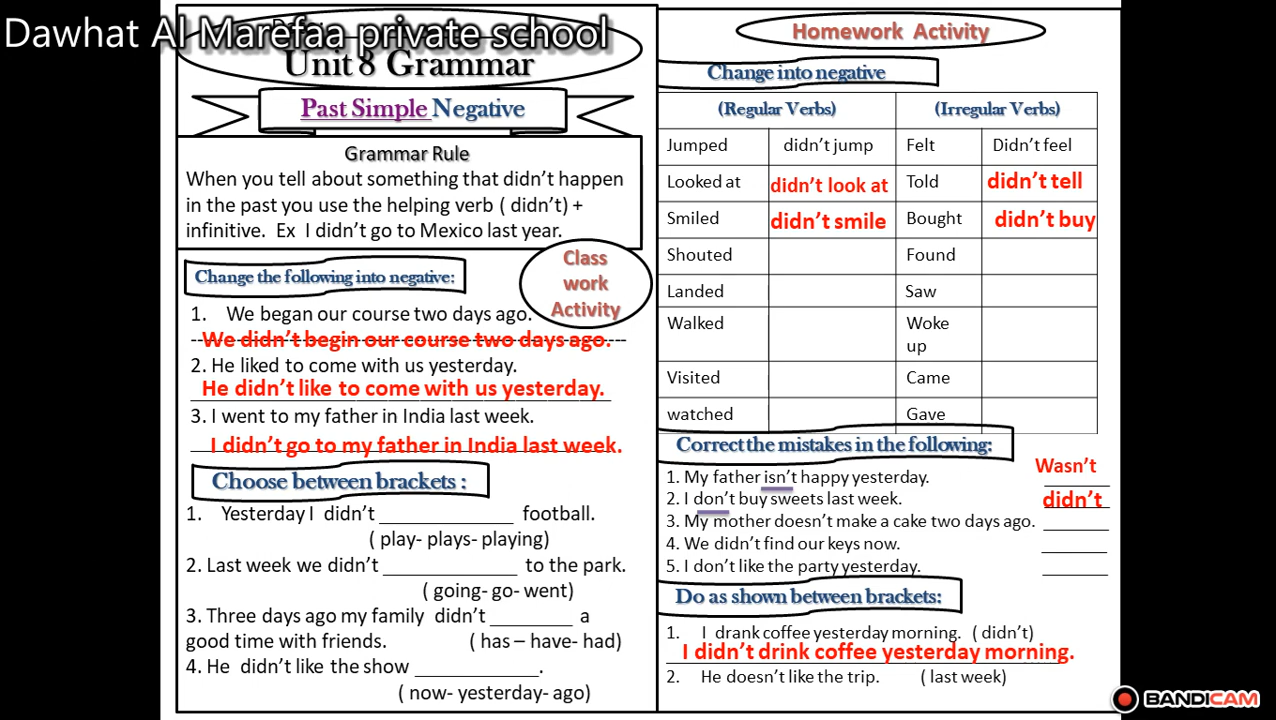 Dawhat Al Marefaa private school
Unit 8 Grammar
Past Simple Negative
Grammar Rule
When you tell about something that didn't happen
in the past you use the helping verb ( didn't) +
infinitive. Ex I didn't go to Mexico last year.
Class
work
Activity
Change the following into negative:
1. We began our course two days ago.
We didn't begin our course two days ago.
2. He liked to come with us yesterday.
He didn't like to come with us yesterday.
3. I went to my father in India last week.
I didn't go to my father in India last week.
Choose between brackets :
1. Yesterday I didn't ____________ football.
( play- plays- playing)
2. Last week we didn't ____________ to the park.
( going- go- went)
3. Three days ago my family didn't ________ a
good time with friends. ( has – have- had)
4. He didn't like the show ___________.
( now- yesterday- ago)
Homework Activity
Change into negative
(Regular Verbs) (Irregular Verbs)
Jumped didn't jump Felt Didn't feel
Looked at didn't look at Told didn't tell
Smiled didn't smile Bought didn't buy
Shouted Found
Landed Saw
Walked Woke
up
Visited Came
watched Gave
Correct the mistakes in the following:
1. My father isn't happy yesterday. Wasn't
2. I don't buy sweets last week. didn't
3. My mother doesn't make a cake two days ago. ______
4. We didn't find our keys now. ______
5. I don't like the party yesterday. ______
Do as shown between brackets:
1. I drank coffee yesterday morning. ( didn't)
I didn't drink coffee yesterday morning.
2. He doesn't like the trip. ( last week)
BANDICAM